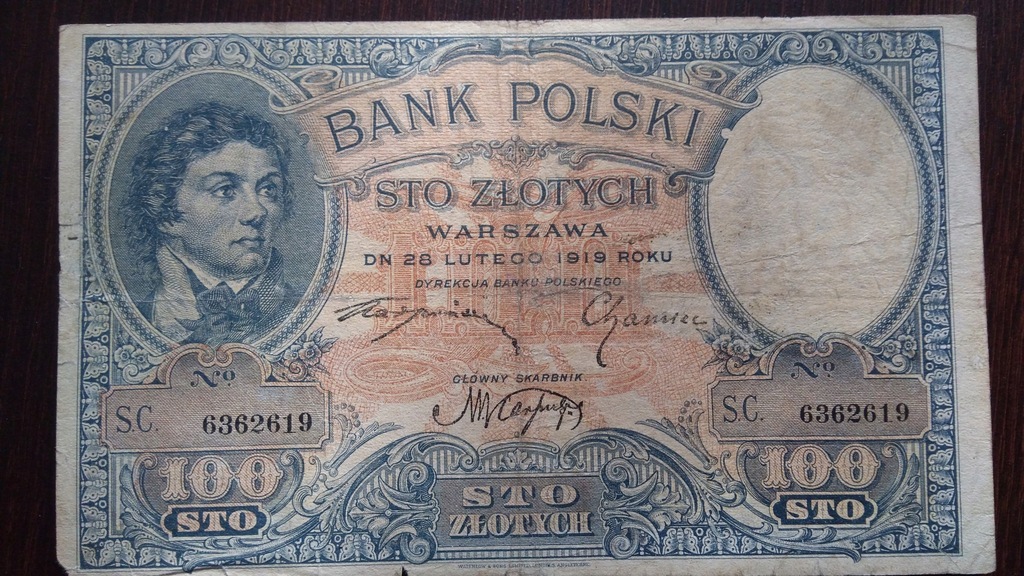 BANK POLSKI
STO ZŁOTYCH
WARSZAWA
DN 28 LUTEGO 1919 ROKU
DYREKCJA BANKU POLSKIEGO
GŁÓWNY SKARBNIK
No
S.C. 6362619
100
STO
No
S.C. 6362619
100
STO
STO
ZŁOTYCH